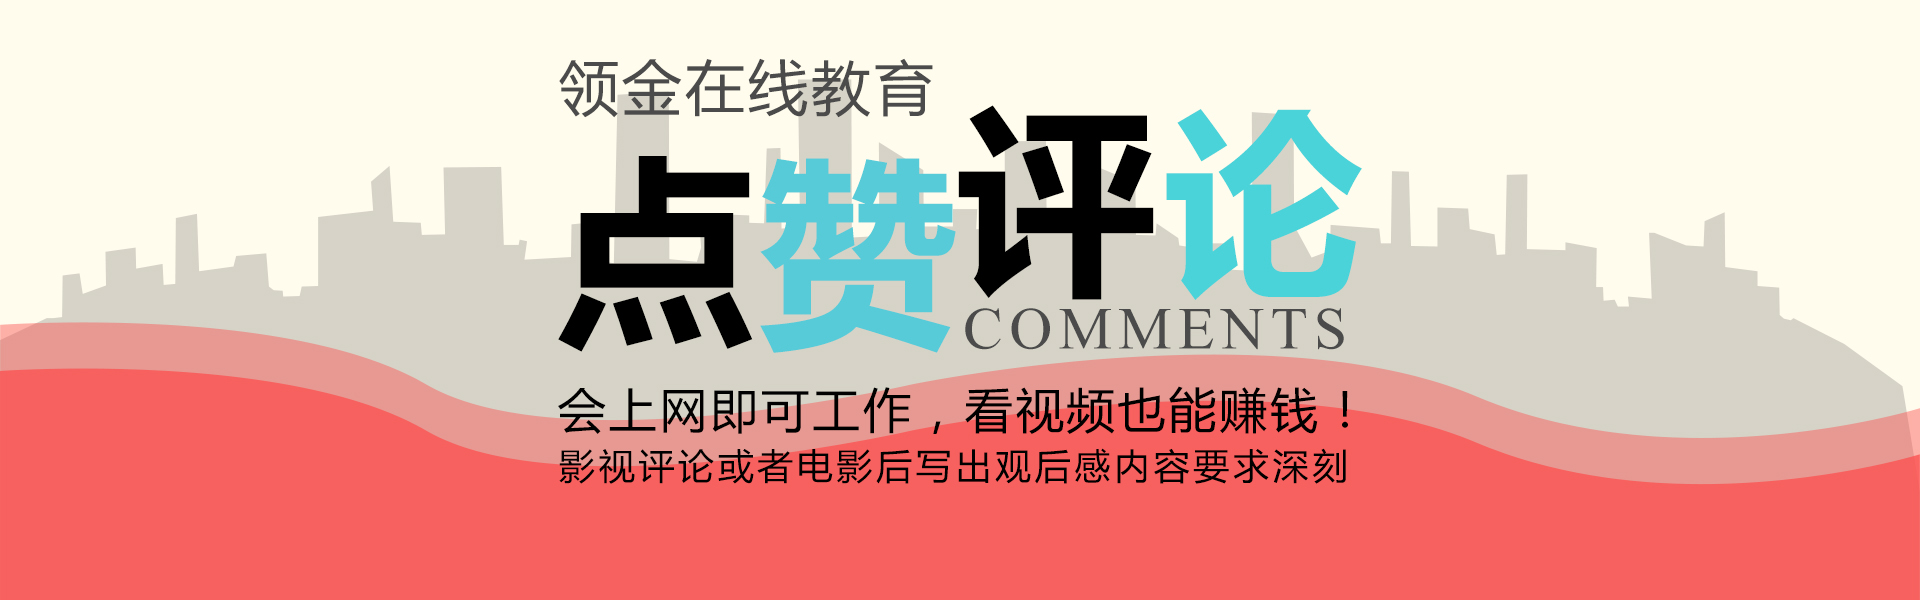 领金在线教育
点赞评论
COMMENTS
会上网即可工作，看视频也能赚钱！
影视评论或者电影后写出观后感内容要求深刻